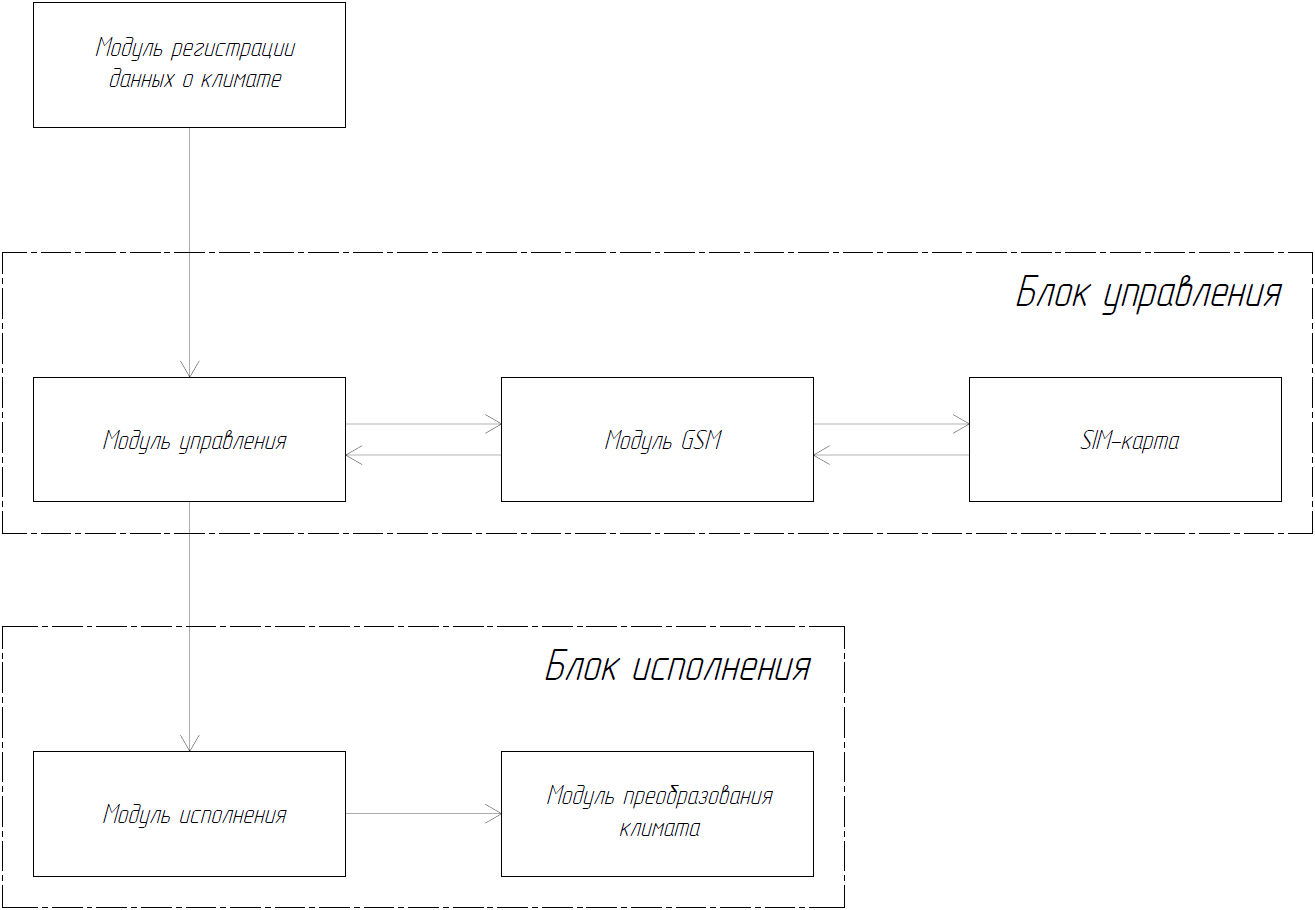 Модуль регистрации
данных о климате
Блок управления
Модуль управления
Модуль GSM
SIM-карта
Блок исполнения
Модуль исполнения
Модуль преобразования
климата